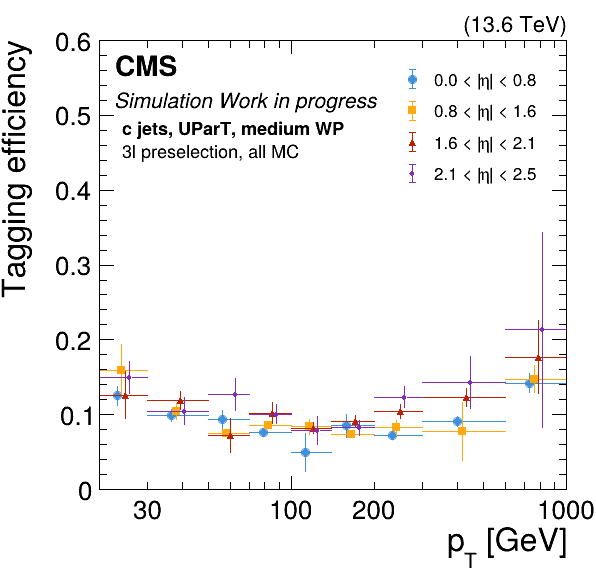 (13.6 TeV)
CMS
Simulation Work in progress
c jets, UParT, medium WP
3l preselection, all MC
0.0 < |η| < 0.8
0.8 < |η| < 1.6
1.6 < |η| < 2.1
2.1 < |η| < 2.5
Tagging efficiency
0.6
0.5
0.4
0.3
0.2
0.1
0
30 100 200 1000
p_T [GeV]